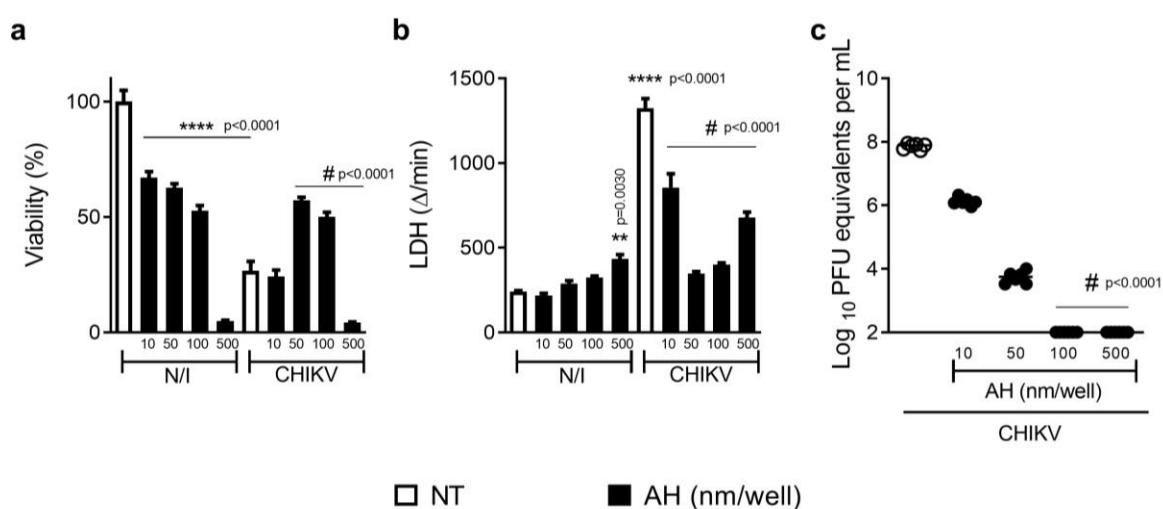 a
Viability (%)
100
50
0
**** p<0.0001
# p<0.0001
10 50 100 500 10 50 100 500
N/I CHIKV
b
LDH (Δ/min)
1500
1000
500
0
**** p<0.0001
# p<0.0001
** p=0.0030
10 50 100 500 10 50 100 500
N/I CHIKV
c
Log 10 PFU equivalents per mL
10
8
6
4
2
# p<0.0001
10 50 100 500
AH (nm/well)
CHIKV
NT AH (nm/well)